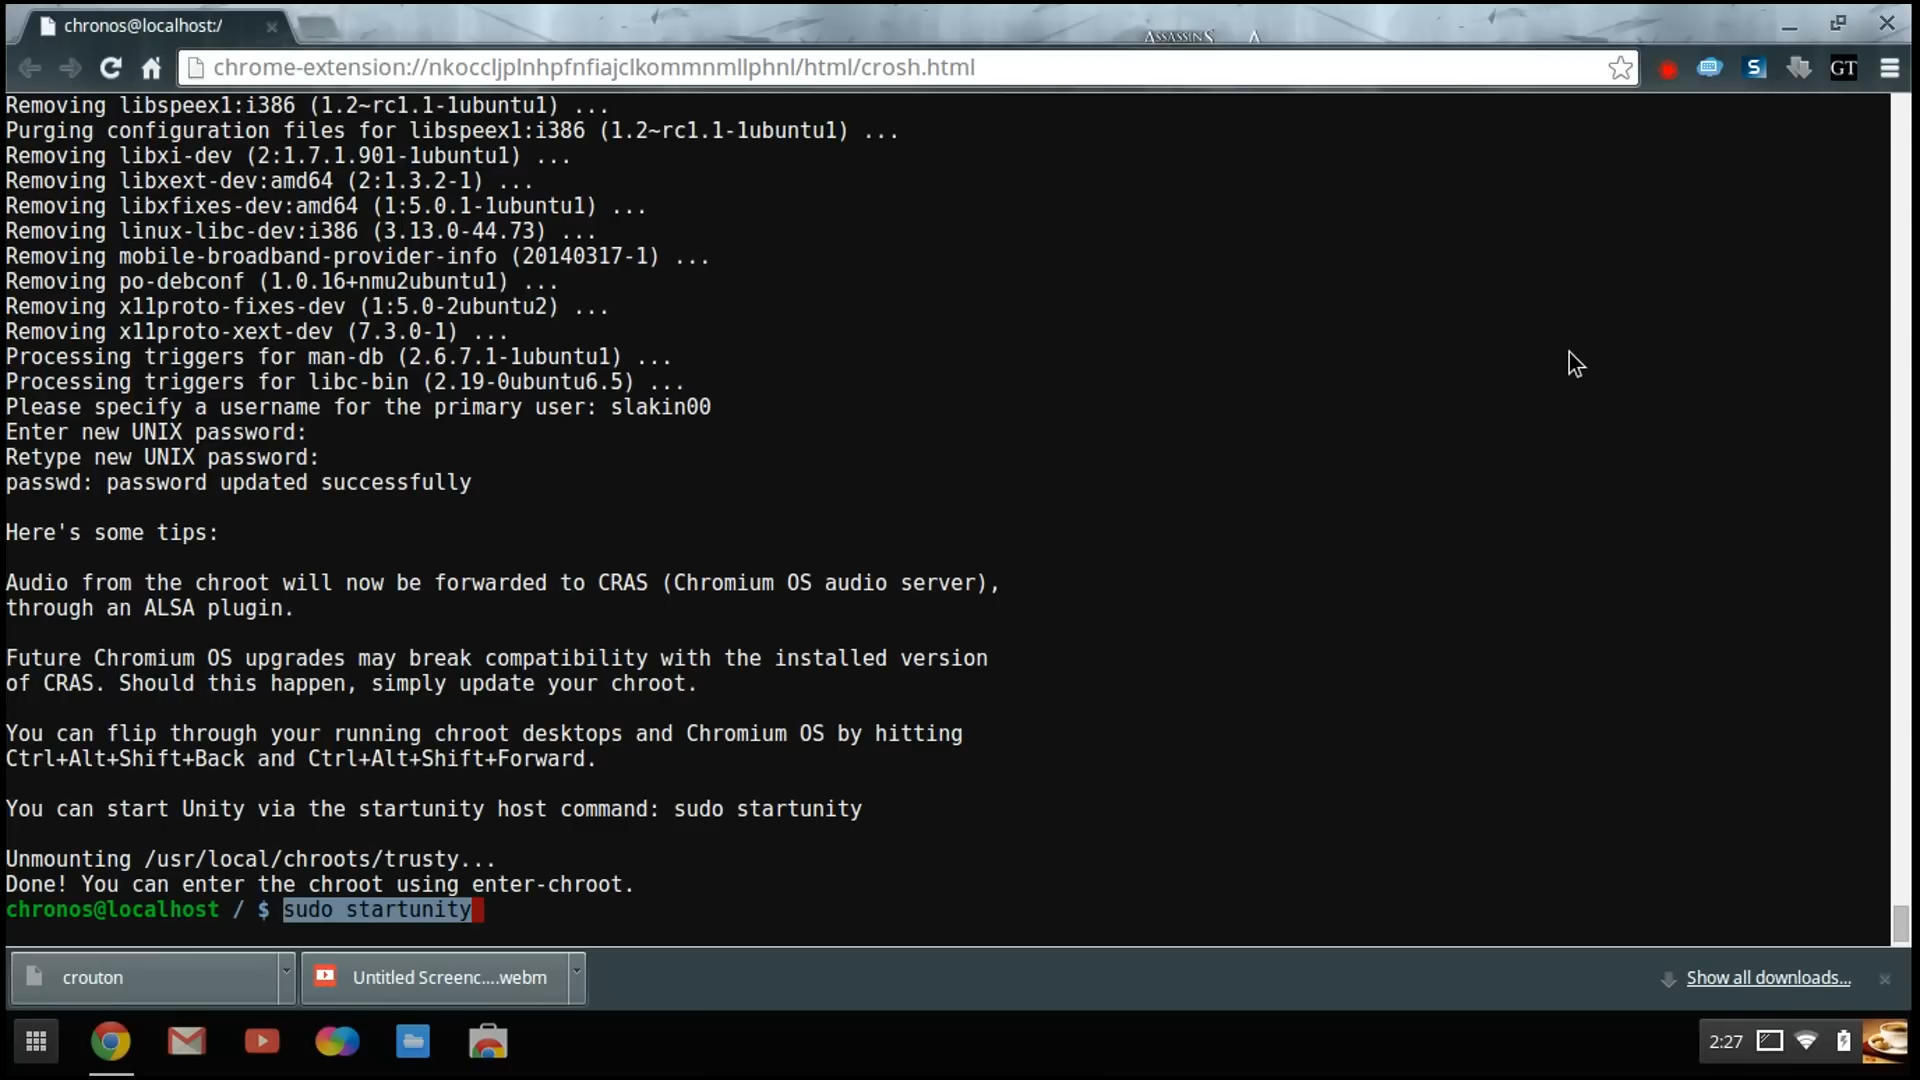 chronos@localhost:/
ASSASSINS A
chrome-extension://nkoccljplnhpfnfiajclkommnmllphnl/html/crosh.html
S
GT
Removing libspeex1:i386 (1.2~rc1.1-1ubuntu1) ...
Purging configuration files for libspeex1:i386 (1.2~rc1.1-1ubuntu1) ...
Removing libxi-dev (2:1.7.1.901-1ubuntu1) ...
Removing libxext-dev:amd64 (2:1.3.2-1) ...
Removing libxfixes-dev:amd64 (1:5.0.1-1ubuntu1) ...
Removing linux-libc-dev:i386 (3.13.0-44.73) ...
Removing mobile-broadband-provider-info (20140317-1) ...
Removing po-debconf (1.0.16+nmu2ubuntu1) ...
Removing x11proto-fixes-dev (1:5.0-2ubuntu2) ...
Removing x11proto-xext-dev (7.3.0-1) ...
Processing triggers for man-db (2.6.7.1-1ubuntu1) ...
Processing triggers for libc-bin (2.19-0ubuntu6.5) ...
Please specify a username for the primary user: slakin00
Enter new UNIX password:
Retype new UNIX password:
passwd: password updated successfully
Here's some tips:
Audio from the chroot will now be forwarded to CRAS (Chromium OS audio server),
through an ALSA plugin.
Future Chromium OS upgrades may break compatibility with the installed version
of CRAS. Should this happen, simply update your chroot.
You can flip through your running chroot desktops and Chromium OS by hitting
Ctrl+Alt+Shift+Back and Ctrl+Alt+Shift+Forward.
You can start Unity via the startunity host command: sudo startunity
Unmounting /usr/local/chroots/trusty...
Done! You can enter the chroot using enter-chroot.
chronos@localhost / $ sudo startunity
crouton
Untitled Screenc....webm
Show all downloads...
2:27